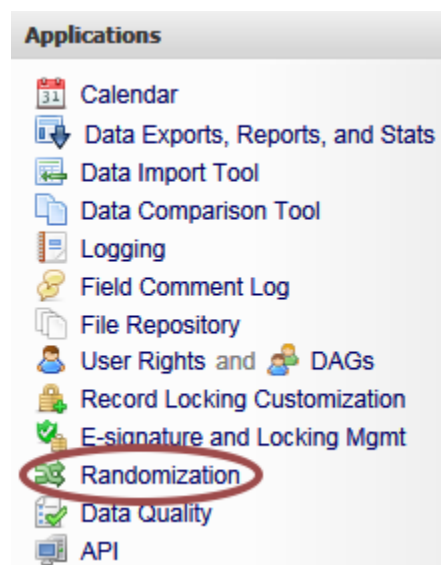 Applications
31 Calendar
Data Exports, Reports, and Stats
Data Import Tool
Data Comparison Tool
Logging
Field Comment Log
File Repository
User Rights and DAGs
Record Locking Customization
E-signature and Locking Mgmt
Randomization
Data Quality
API